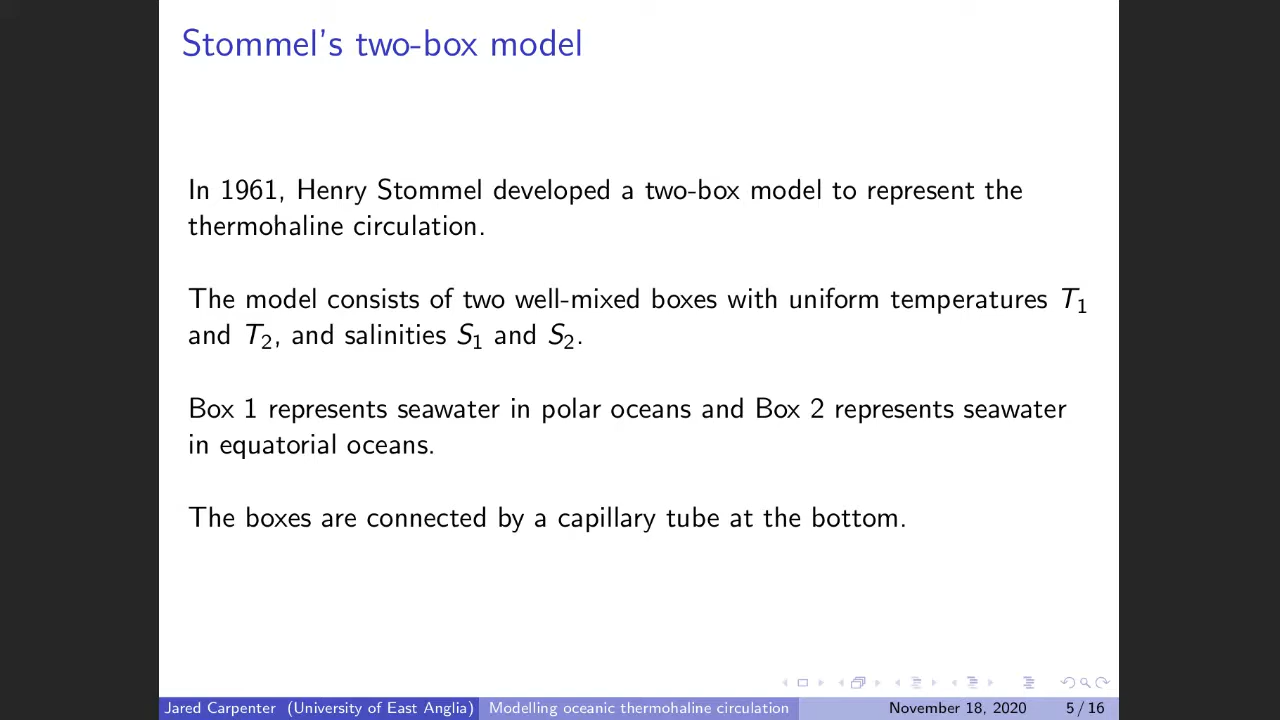 Stommel's two-box model
In 1961, Henry Stommel developed a two-box model to represent the
thermohaline circulation.
The model consists of two well-mixed boxes with uniform temperatures T₁
and T₂, and salinities S₁ and S₂.
Box 1 represents seawater in polar oceans and Box 2 represents seawater
in equatorial oceans.
The boxes are connected by a capillary tube at the bottom.
Jared Carpenter (University of East Anglia) Modelling oceanic thermohaline circulation November 18, 2020 5 / 16